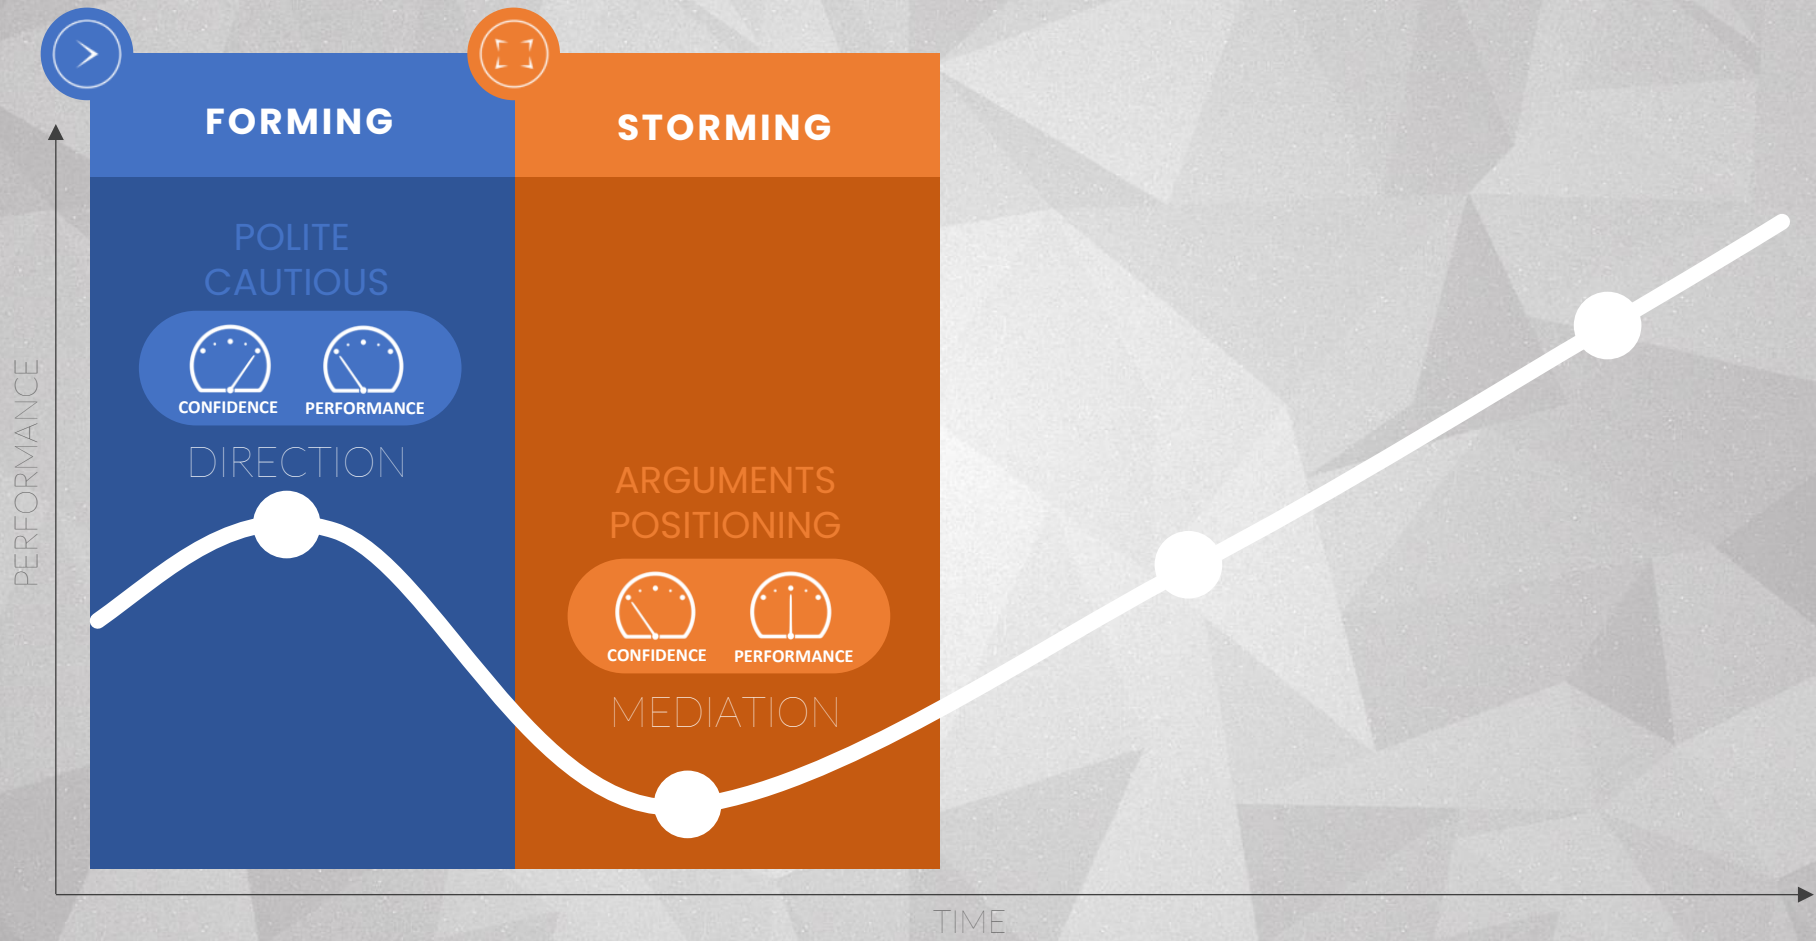 FORMING
STORMING
POLITE
CAUTIOUS
CONFIDENCE PERFORMANCE
DIRECTION
ARGUMENTS
POSITIONING
CONFIDENCE PERFORMANCE
MEDIATION
PERFORMANCE
TIME